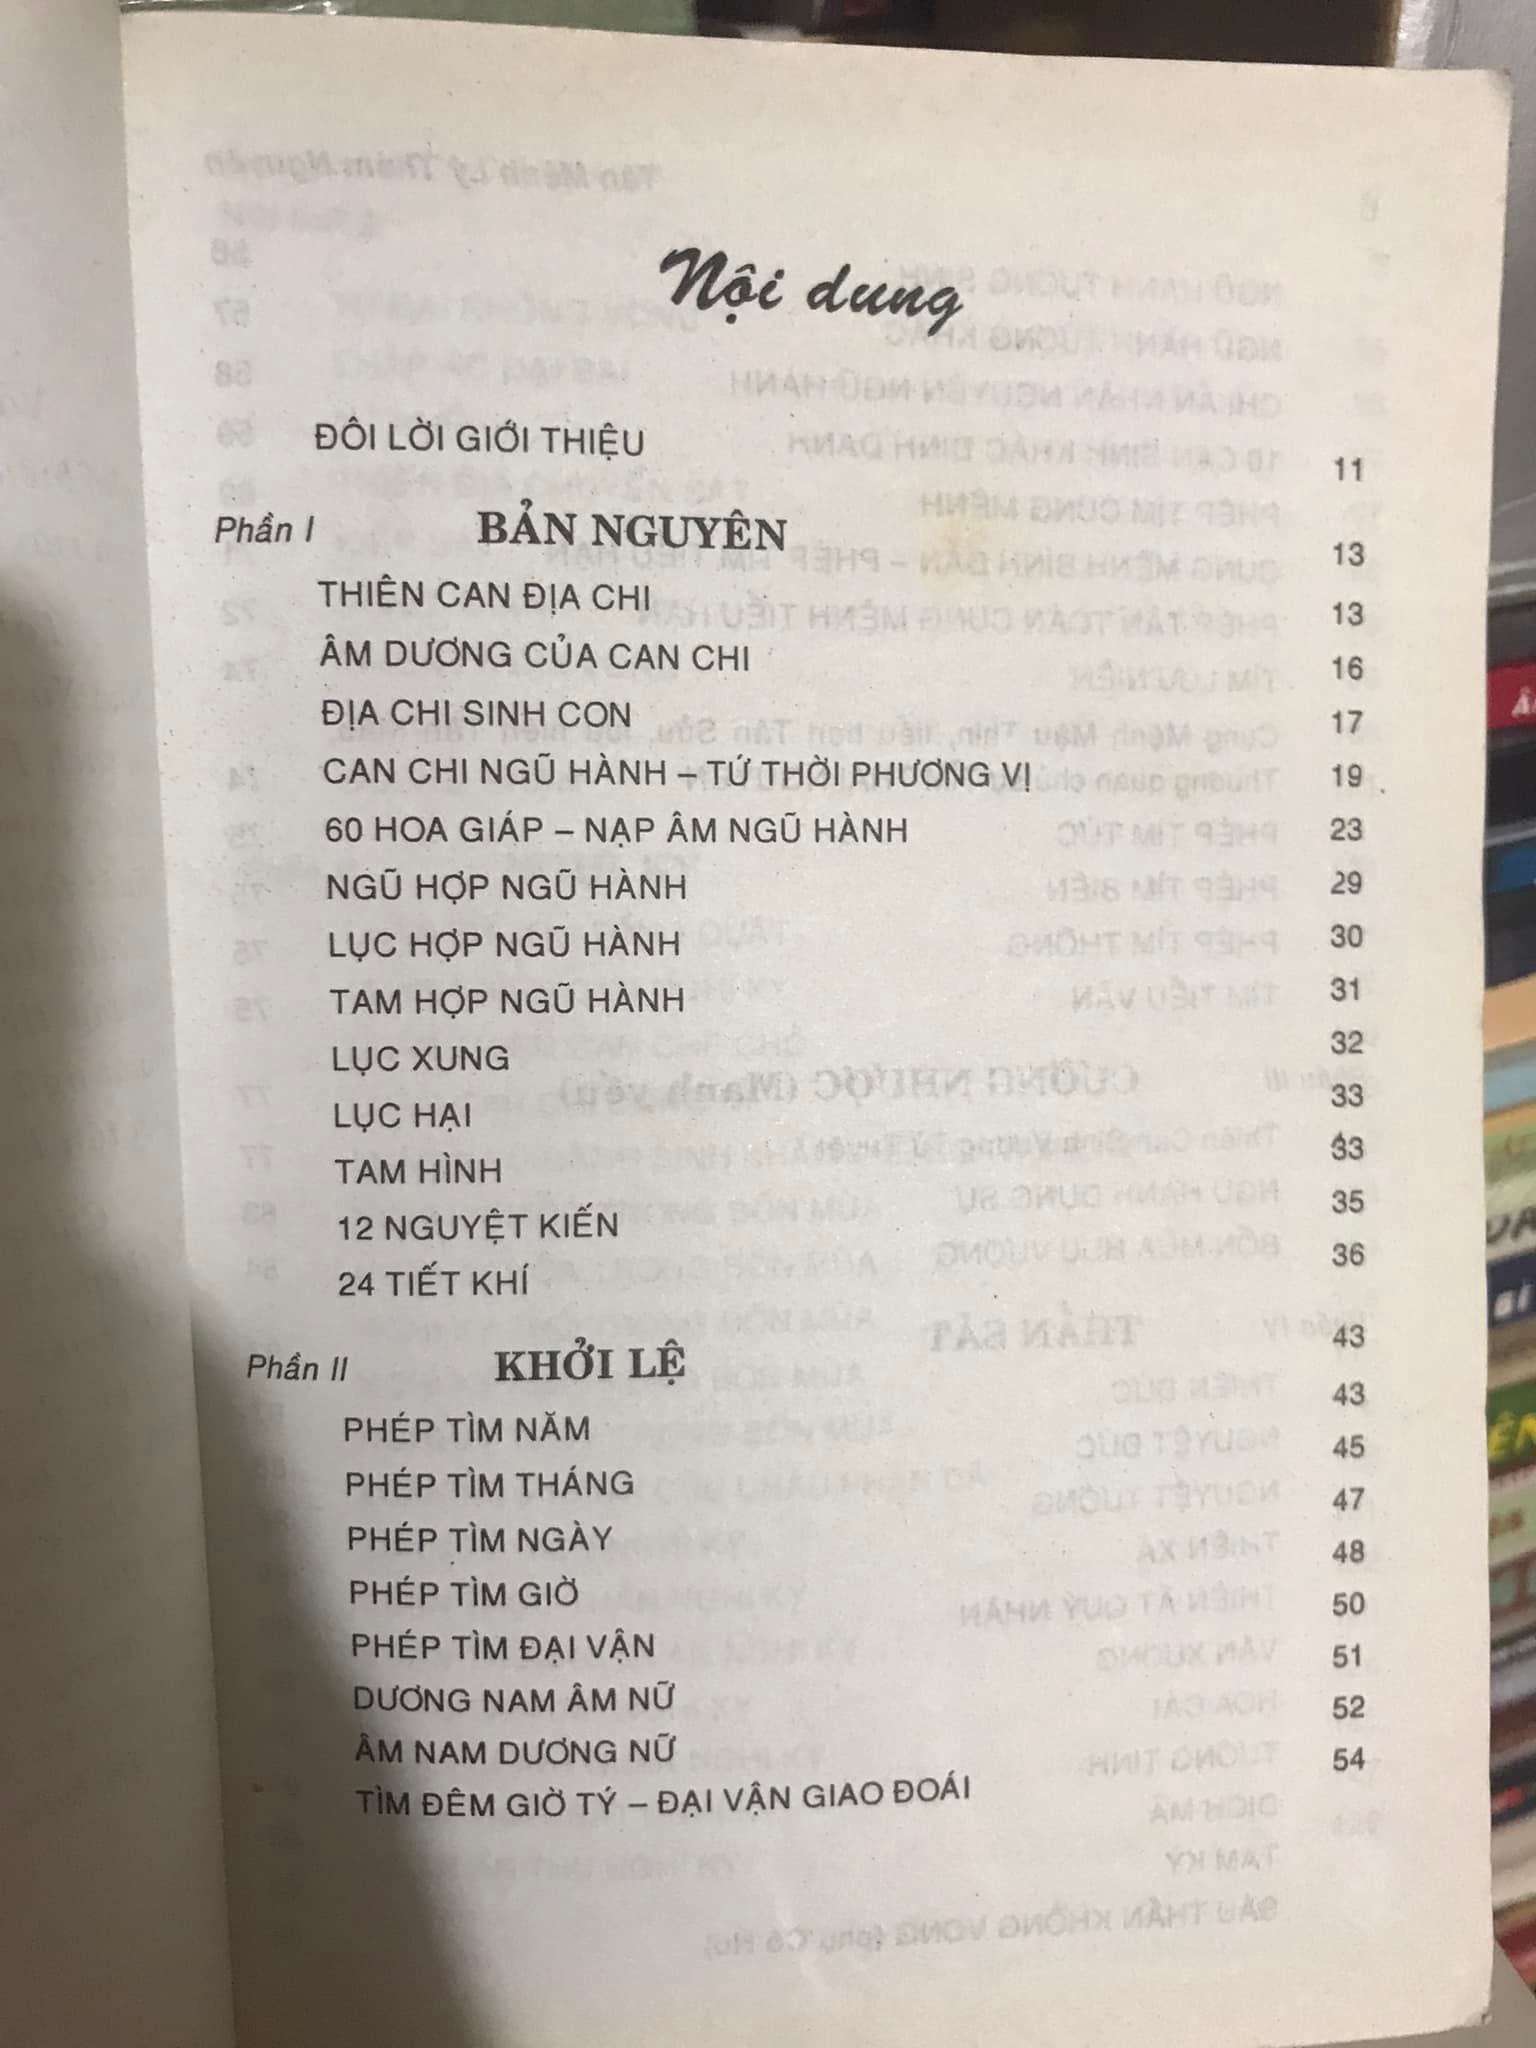 Nội dung
ĐÔI LỜI GIỚI THIỆU 11
Phần I BẢN NGUYÊN 13
THIÊN CAN ĐỊA CHI 13
ÂM DƯƠNG CỦA CAN CHI 16
ĐỊA CHI SINH CON 17
CAN CHI NGŨ HÀNH – TỨ THỜI PHƯƠNG VỊ 19
60 HOA GIÁP – NẠP ÂM NGŨ HÀNH 23
NGŨ HỢP NGŨ HÀNH 29
LỤC HỢP NGŨ HÀNH 30
TAM HỢP NGŨ HÀNH 31
LỤC XUNG 32
LỤC HẠI 33
TAM HÌNH 33
12 NGUYỆT KIẾN 35
24 TIẾT KHÍ 36
Phần II KHỞI LỆ 43
PHÉP TÌM NĂM 43
PHÉP TÌM THÁNG 45
PHÉP TÌM NGÀY 47
PHÉP TÌM GIỜ 48
PHÉP TÌM ĐẠI VẬN 50
DƯƠNG NAM ÂM NỮ 51
ÂM NAM DƯƠNG NỮ 52
TÌM ĐÊM GIỜ TÝ – ĐẠI VẬN GIAO ĐOÁI 54